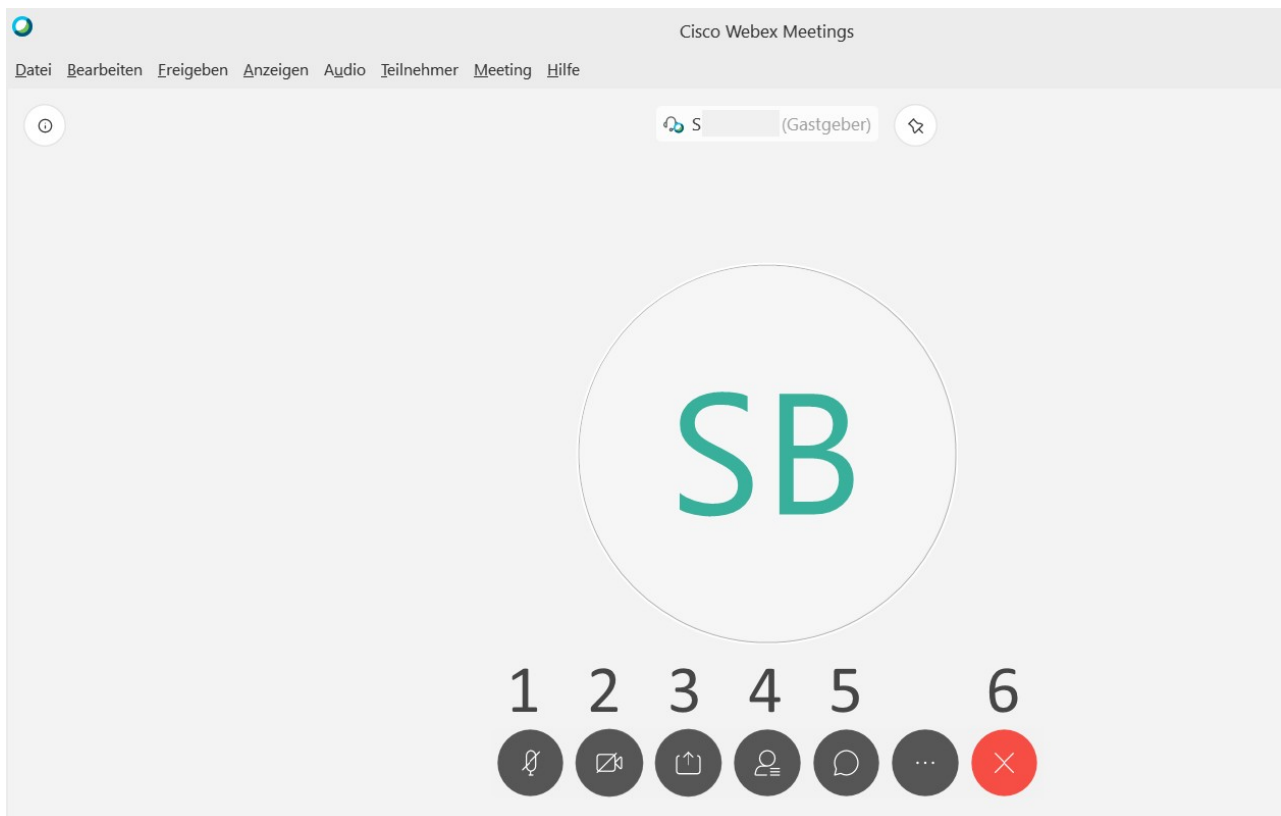 Cisco Webex Meetings
Datei Bearbeiten Freigeben Anzeigen Audio Teilnehmer Meeting Hilfe
S (Gastgeber)
SB
1 2 3 4 5 6